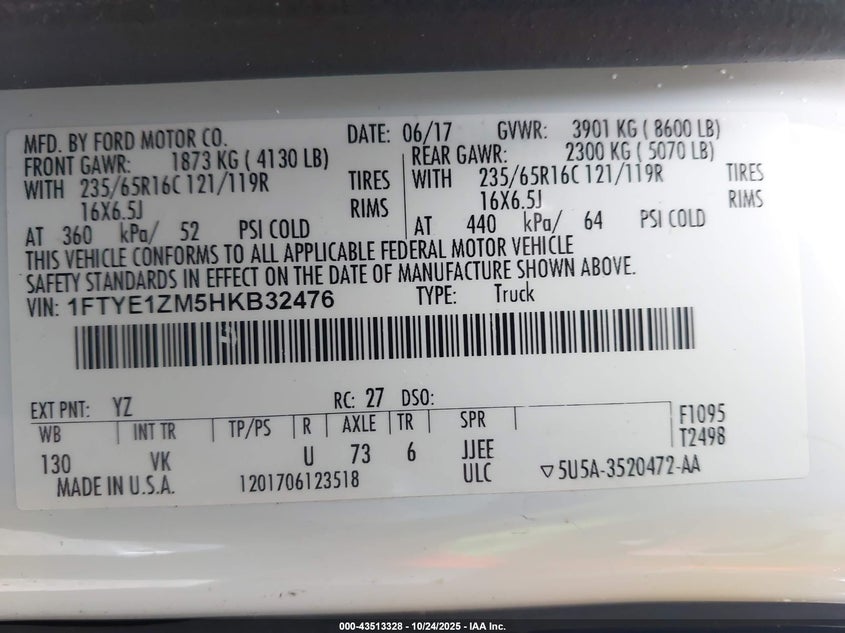 MFD. BY FORD MOTOR CO. DATE: 06/17 GVWR: 3901 KG ( 8600 LB)
FRONT GAWR: 1873 KG ( 4130 LB) REAR GAWR: 2300 KG ( 5070 LB)
WITH 235/65R16C 121/119R TIRES WITH 235/65R16C 121/119R TIRES
16X6.5J RIMS 16X6.5J RIMS
AT 360 kPa/ 52 PSI COLD AT 440 kPa/ 64 PSI COLD
THIS VEHICLE CONFORMS TO ALL APPLICABLE FEDERAL MOTOR VEHICLE
SAFETY STANDARDS IN EFFECT ON THE DATE OF MANUFACTURE SHOWN ABOVE.
VIN: 1FTYE1ZM5HKB32476 TYPE: Truck
EXT PNT: YZ RC: 27 DSO:
WB INT TR TP/PS R AXLE TR SPR F1095
130 VK U 73 6 JJEE T2498
MADE IN U.S.A. 1201706123518 ULC ▽5U5A-3520472-AA
000-43513328 - 10/24/2025 - IAA Inc.